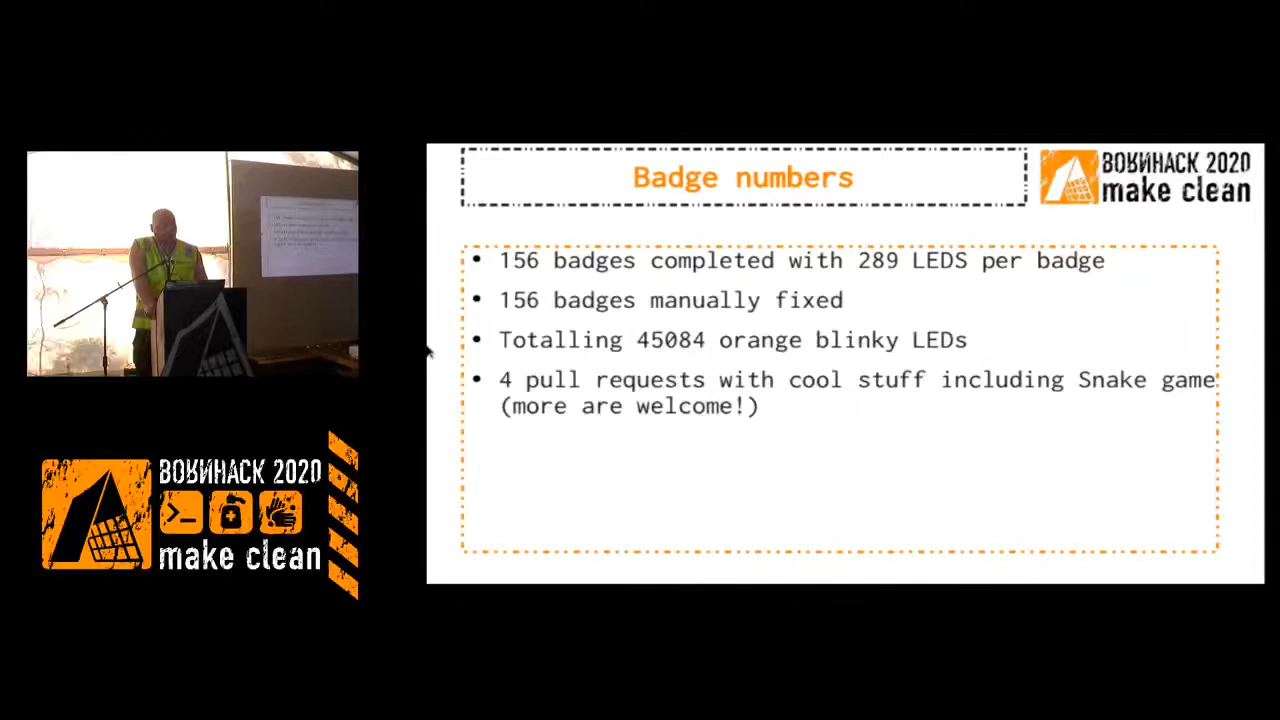 Badge numbers
BORNHACK 2020
make clean
• 156 badges completed with 289 LEDS per badge
• 156 badges manually fixed
• Totalling 45084 orange blinky LEDs
• 4 pull requests with cool stuff including Snake game
(more are welcome!)
BORNHACK 2020
>_
make clean